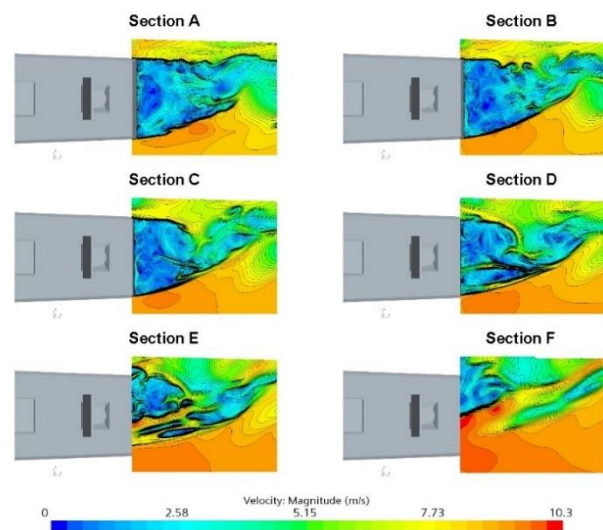 Section A
Section B
Section C
Section D
Section E
Section F
Velocity: Magnitude (m/s)
0 2.58 5.15 7.73 10.3